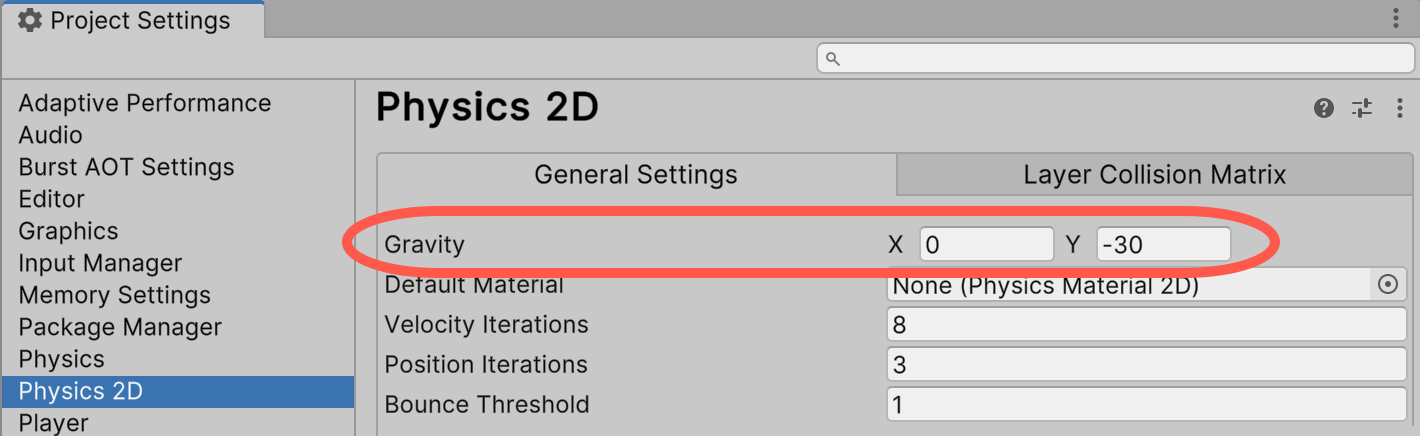 Project Settings
Adaptive Performance
Audio
Burst AOT Settings
Editor
Graphics
Input Manager
Memory Settings
Package Manager
Physics
Physics 2D
Player
Physics 2D
General Settings
Layer Collision Matrix
Gravity X 0 Y -30
Default Material None (Physics Material 2D)
Velocity Iterations 8
Position Iterations 3
Bounce Threshold 1